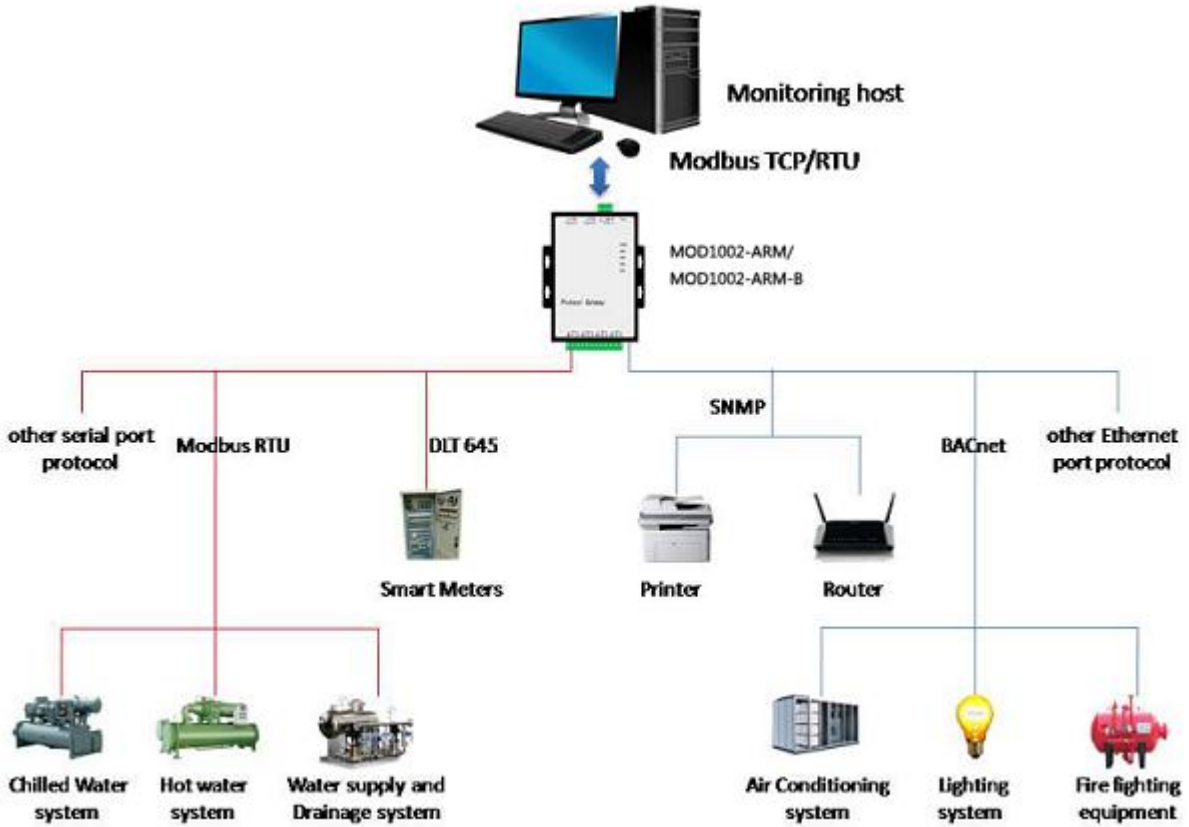 Monitoring host
Modbus TCP/RTU
MOD1002-ARM/
MOD1002-ARM-B
other serial port
protocol
Modbus RTU
DLT 645
SNMP
BACnet
other Ethernet
port protocol
Smart Meters
Printer
Router
Chilled Water
system
Hot water
system
Water supply and
Drainage system
Air Conditioning
system
Lighting
system
Fire fighting
equipment